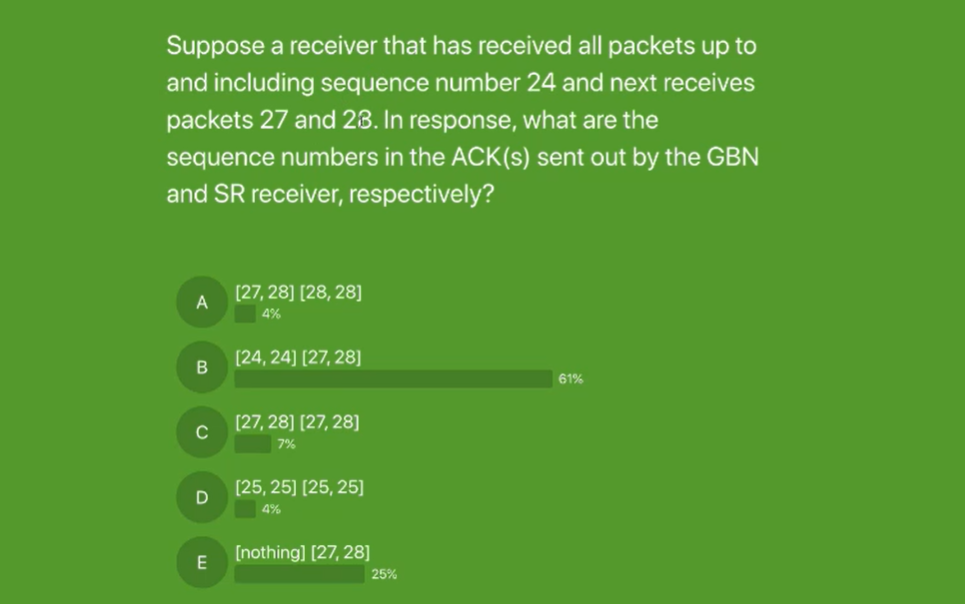 Suppose a receiver that has received all packets up to
and including sequence number 24 and next receives
packets 27 and 28. In response, what are the
sequence numbers in the ACK(s) sent out by the GBN
and SR receiver, respectively?
A
[27, 28] [28, 28]
4%
B
[24, 24] [27, 28]
61%
C
[27, 28] [27, 28]
7%
D
[25, 25] [25, 25]
4%
E
[nothing] [27, 28]
25%